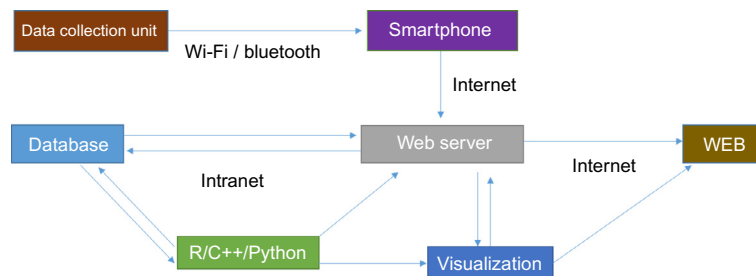 Data collection unit
Smartphone
Wi-Fi / bluetooth
Internet
Database
Web server
WEB
Internet
Intranet
R/C++/Python
Visualization